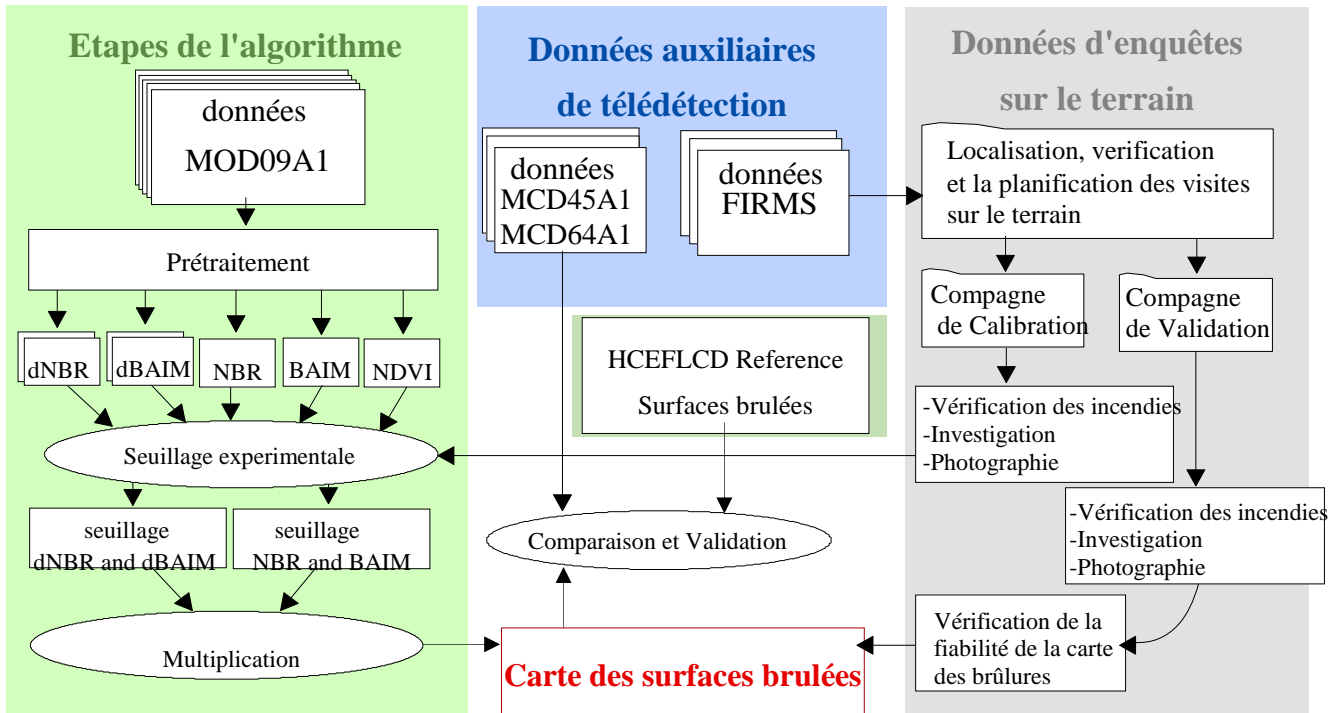 Etapes de l'algorithme
données
MOD09A1
Prétraitement
dNBR
dBAIM
NBR
BAIM
NDVI
Seuillage experimentale
seuillage
dNBR and dBAIM
seuillage
NBR and BAIM
Multiplication
Données auxiliaires
de télédétection
données
MCD45A1
MCD64A1
données
FIRMS
HCEFLCD Reference
Surfaces brulées
Comparaison et Validation
Carte des surfaces brulées
Données d'enquêtes
sur le terrain
Localisation, verification
et la planification des visites
sur le terrain
Compagne
de Calibration
Compagne
de Validation
-Vérification des incendies
-Investigation
-Photographie
-Vérification des incendies
-Investigation
-Photographie
Vérification de la
fiabilité de la carte
des brûlures